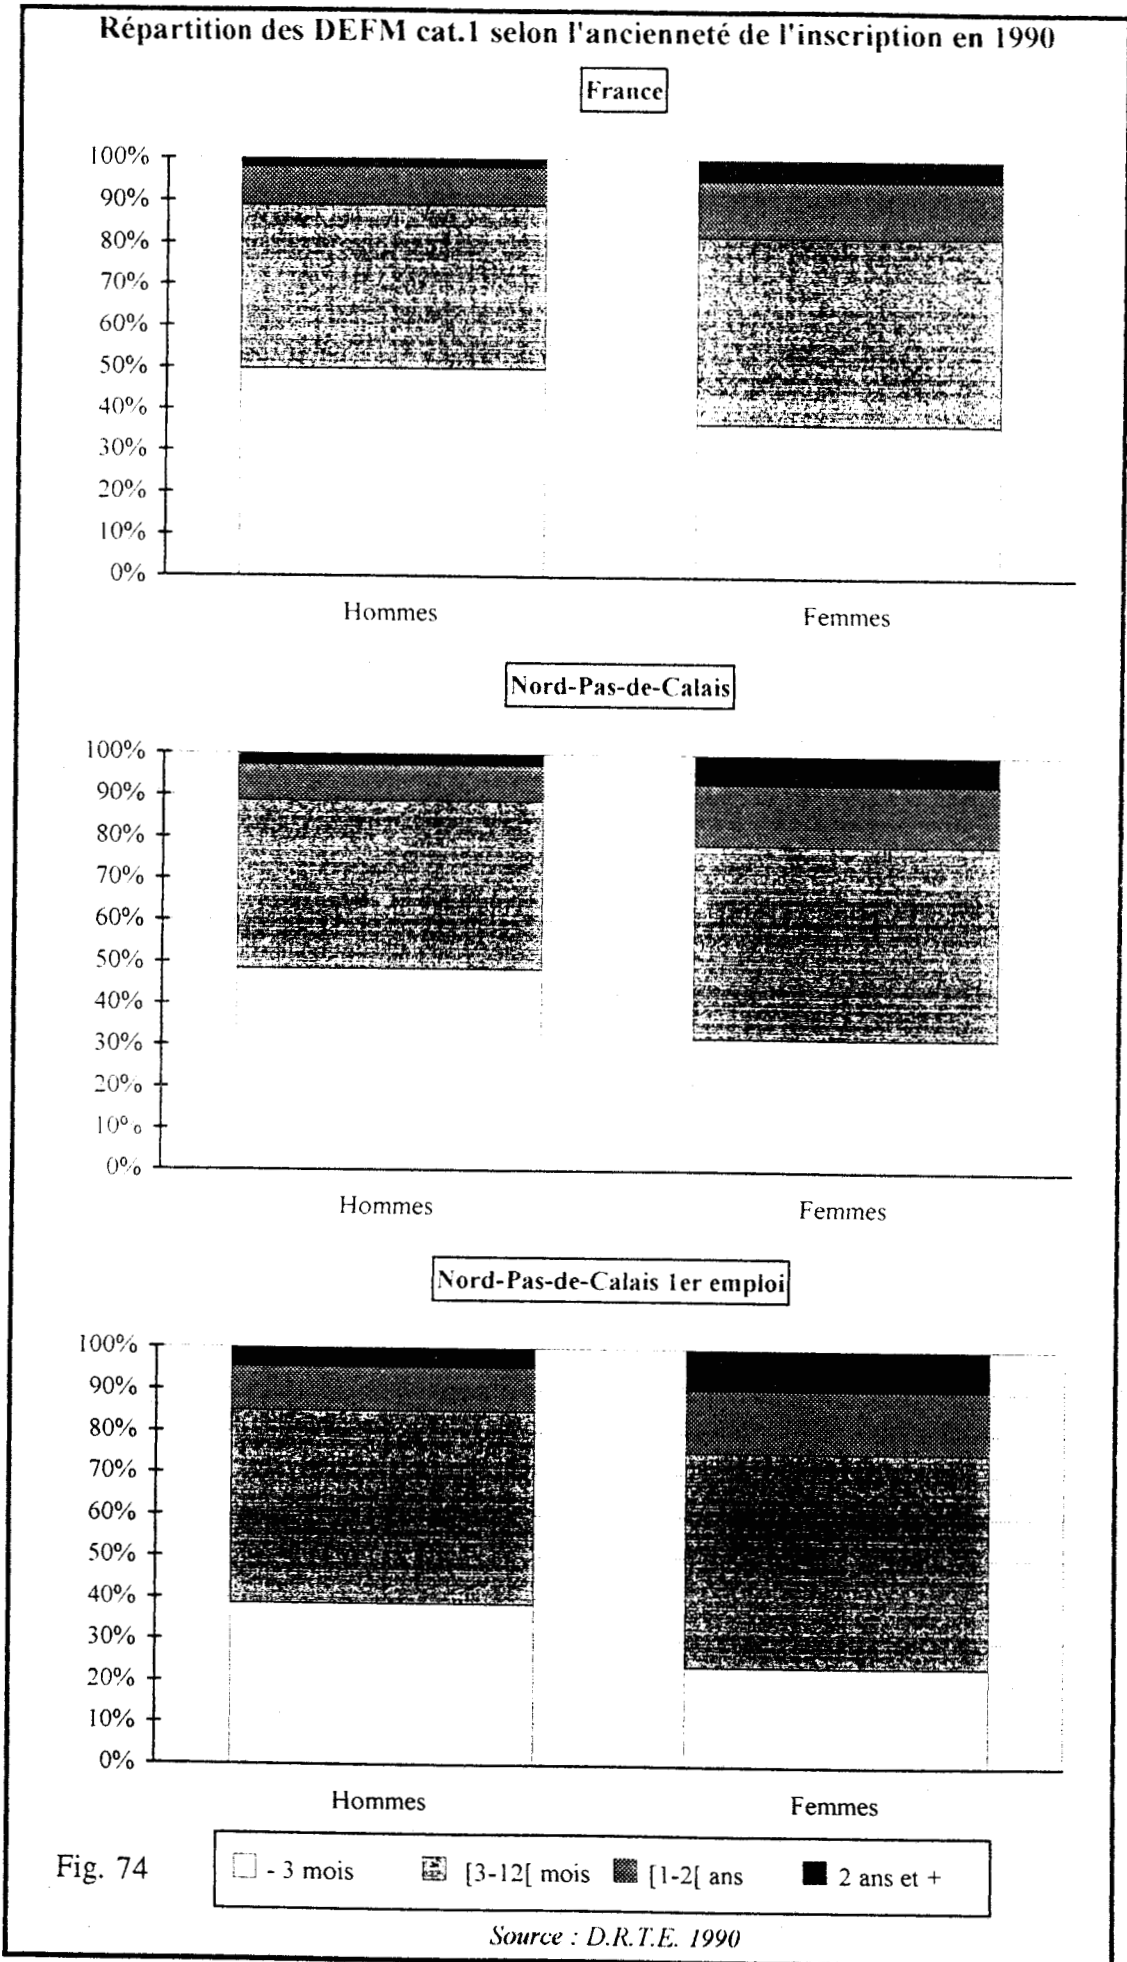 Répartition des DEFM cat.1 selon l'ancienneté de l'inscription en 1990
France
100%
90%
80%
70%
60%
50%
40%
30%
20%
10%
0%
Hommes
Femmes
Nord-Pas-de-Calais
100%
90%
80%
70%
60%
50%
40%
30%
20%
10%
0%
Hommes
Femmes
Nord-Pas-de-Calais 1er emploi
100%
90%
80%
70%
60%
50%
40%
30%
20%
10%
0%
Hommes
Femmes
Fig. 74
- 3 mois [3-12[ mois [1-2[ ans 2 ans et +
Source : D.R.T.E. 1990